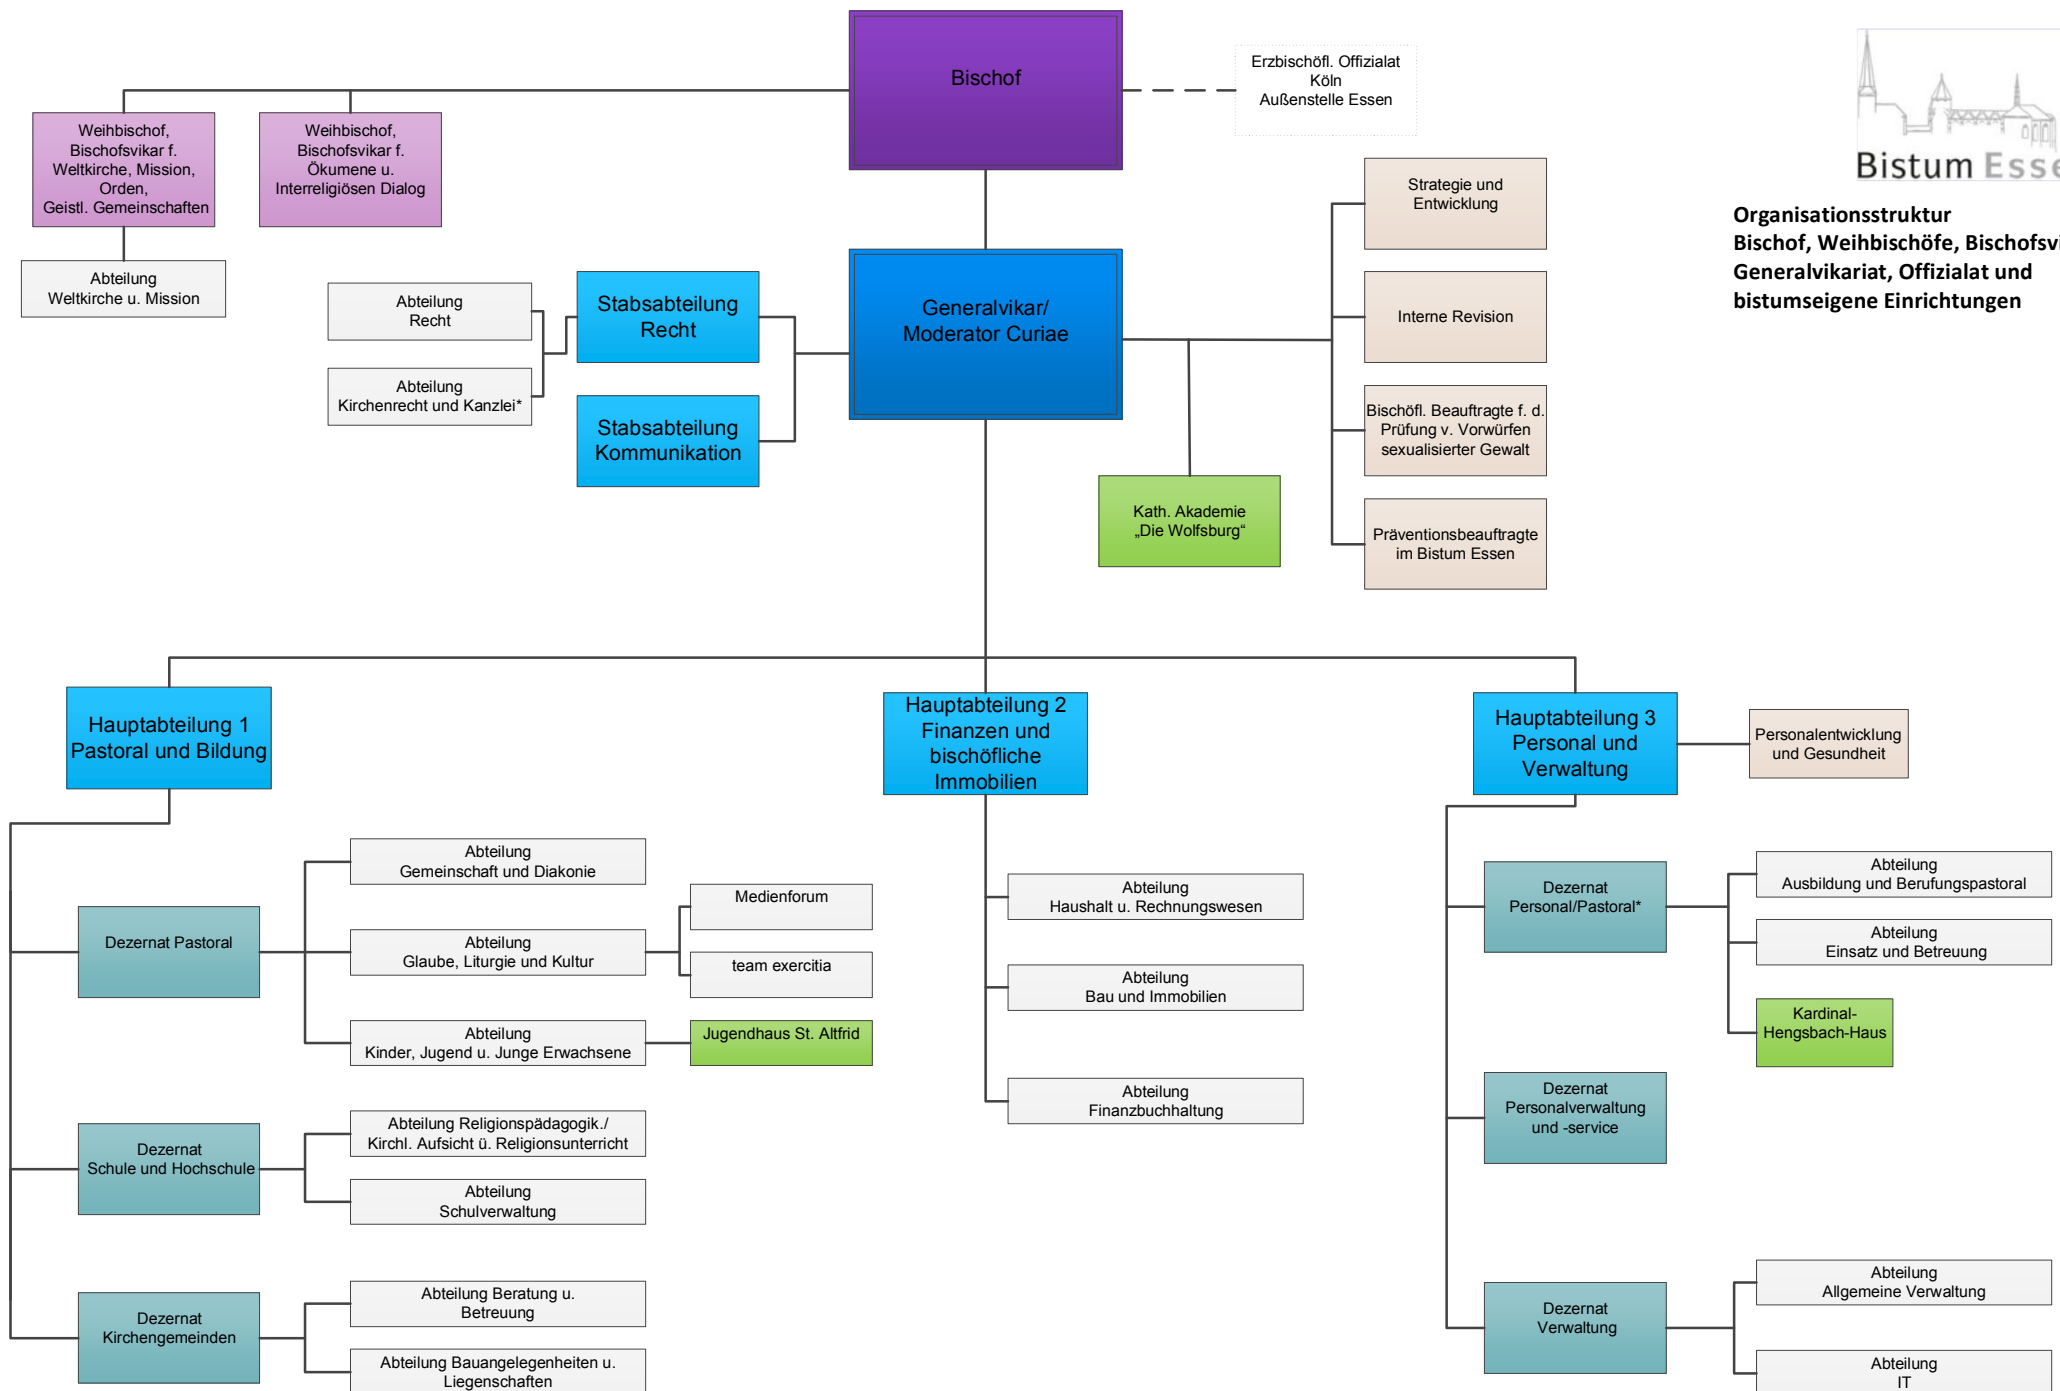 Bischof
Erzbischöfl. Offizialat
Köln
Außenstelle Essen
Bistum
Organisationsstruktur
Bischof, Weihbischöfe,
Generalvikariat, Offizialat und
bistumseigene Einrichtungen
Weihbischof,
Bischofsvikar f.
Weltkirche, Mission,
Orden,
Geistl. Gemeinschaften
Weihbischof,
Bischofsvikar f.
Ökumene u.
Interreligiösen Dialog
Abteilung
Weltkirche u. Mission
Abteilung
Recht
Abteilung
Kirchenrecht und Kanzlei*
Stabsabteilung
Recht
Stabsabteilung
Kommunikation
Generalvikar/
Moderator Curiae
Strategie und
Entwicklung
Interne Revision
Bischöfl. Beauftragte f. d.
Prüfung v. Vorwürfen
sexualisierter Gewalt
Präventionsbeauftragte
im Bistum Essen
Kath. Akademie
„Die Wolfsburg“
Hauptabteilung 1
Pastoral und Bildung
Hauptabteilung 2
Finanzen und
bischöfliche
Immobilien
Hauptabteilung 3
Personal und
Verwaltung
Personalentwicklung
und Gesundheit
Dezernat Pastoral
Abteilung
Gemeinschaft und Diakonie
Abteilung
Glaube, Liturgie und Kultur
Medienforum
team exercitia
Abteilung
Kinder, Jugend u. Junge Erwachsene
Jugendhaus St. Altfrid
Dezernat
Schule und Hochschule
Abteilung Religionspädagogik./
Kirchl. Aufsicht ü. Religionsunterricht
Abteilung
Schulverwaltung
Dezernat
Kirchengemeinden
Abteilung Beratung u.
Betreuung
Abteilung Bauangelegenheiten u.
Liegenschaften
Abteilung
Haushalt u. Rechnungswesen
Abteilung
Bau und Immobilien
Abteilung
Finanzbuchhaltung
Dezernat
Personal/Pastoral*
Abteilung
Ausbildung und Berufungspastoral
Abteilung
Einsatz und Betreuung
Kardinal-
Hengsbach-Haus
Dezernat
Personalverwaltung
und -service
Dezernat
Verwaltung
Abteilung
Allgemeine Verwaltung
Abteilung
IT